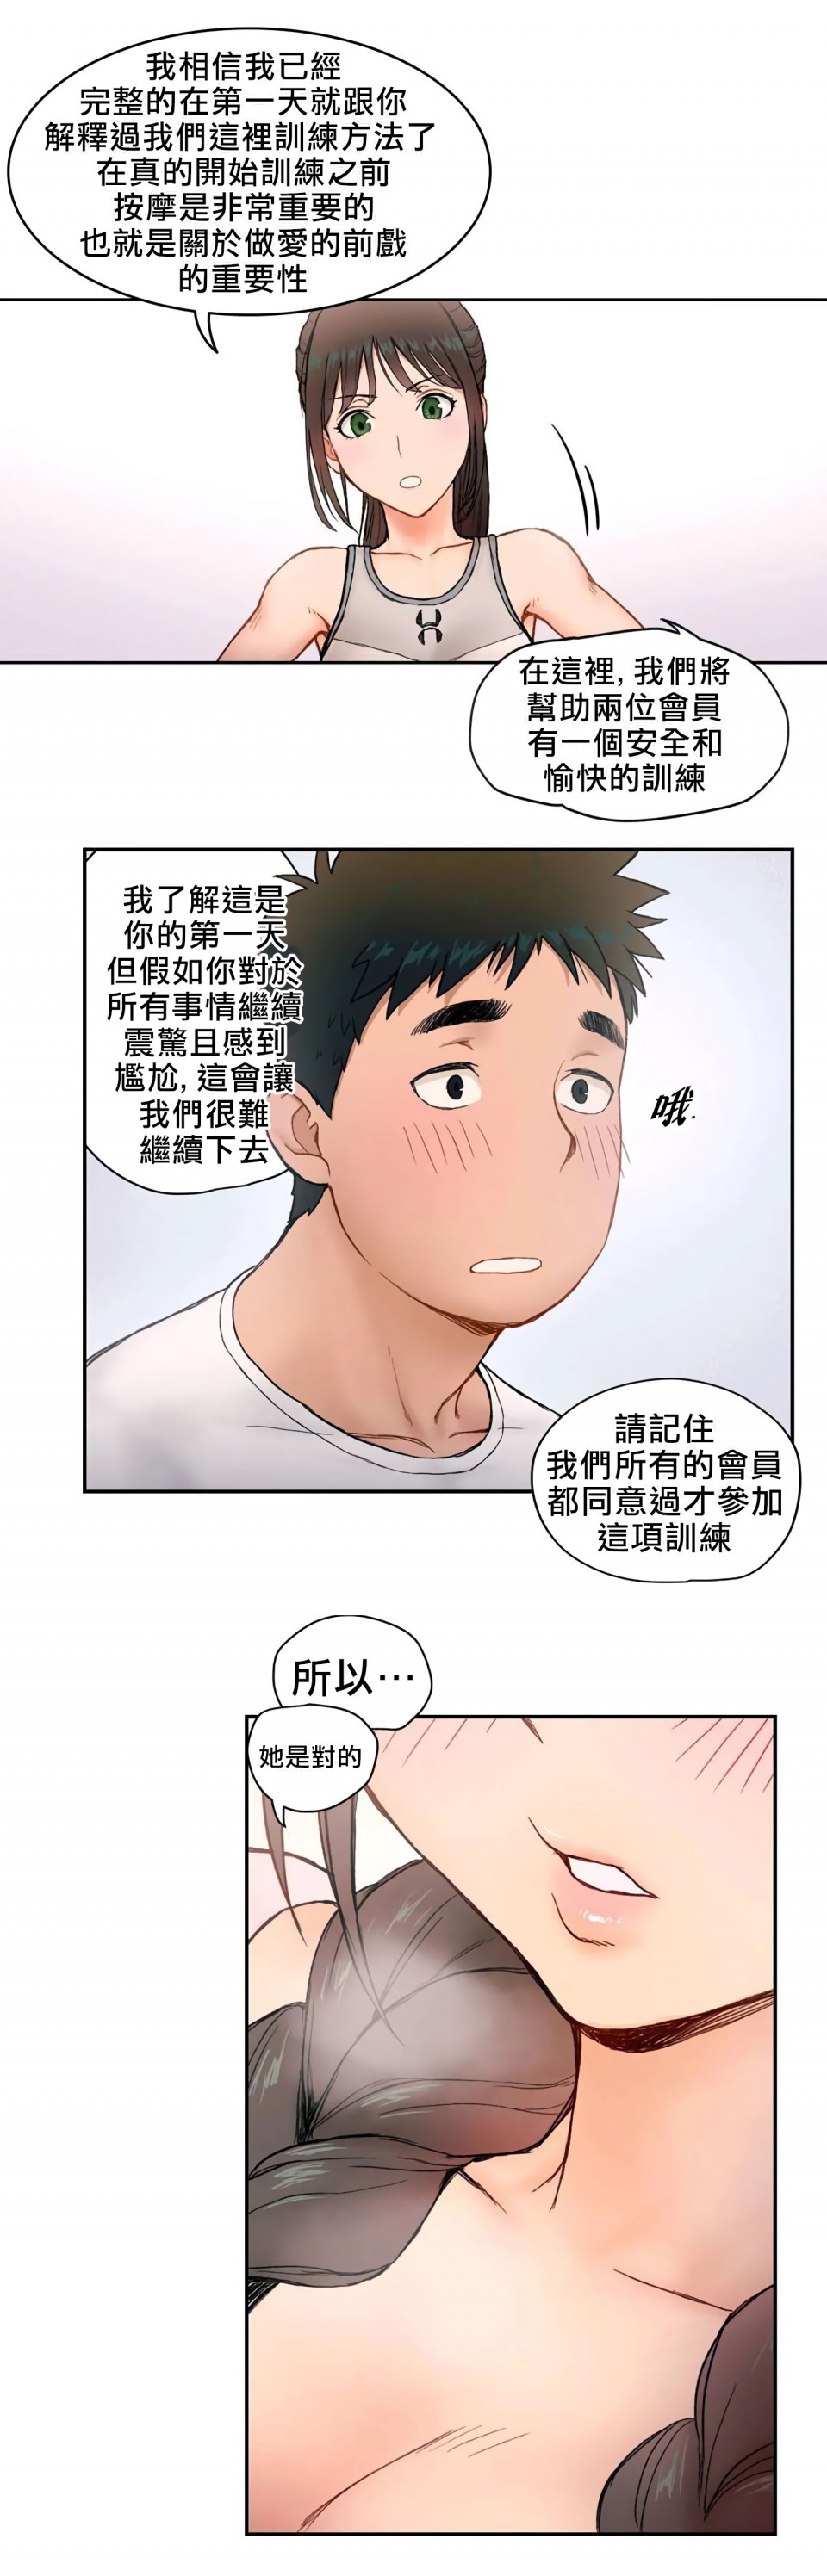 我相信我已經
完整的在第一天就跟你
解釋過我們這裡訓練方法了
在真的開始訓練之前
按摩是非常重要的
也就是關於做愛的前戲
的重要性
在這裡, 我們將
幫助兩位會員
有一個安全和
愉快的訓練
我了解這是
你的第一天
但假如你對於
所有事情繼續
震驚且感到
尷尬, 這會讓
我們很難
繼續下去
哦.
請記住
我們所有的會員
都同意過才參加
這項訓練
所以…
她是對的